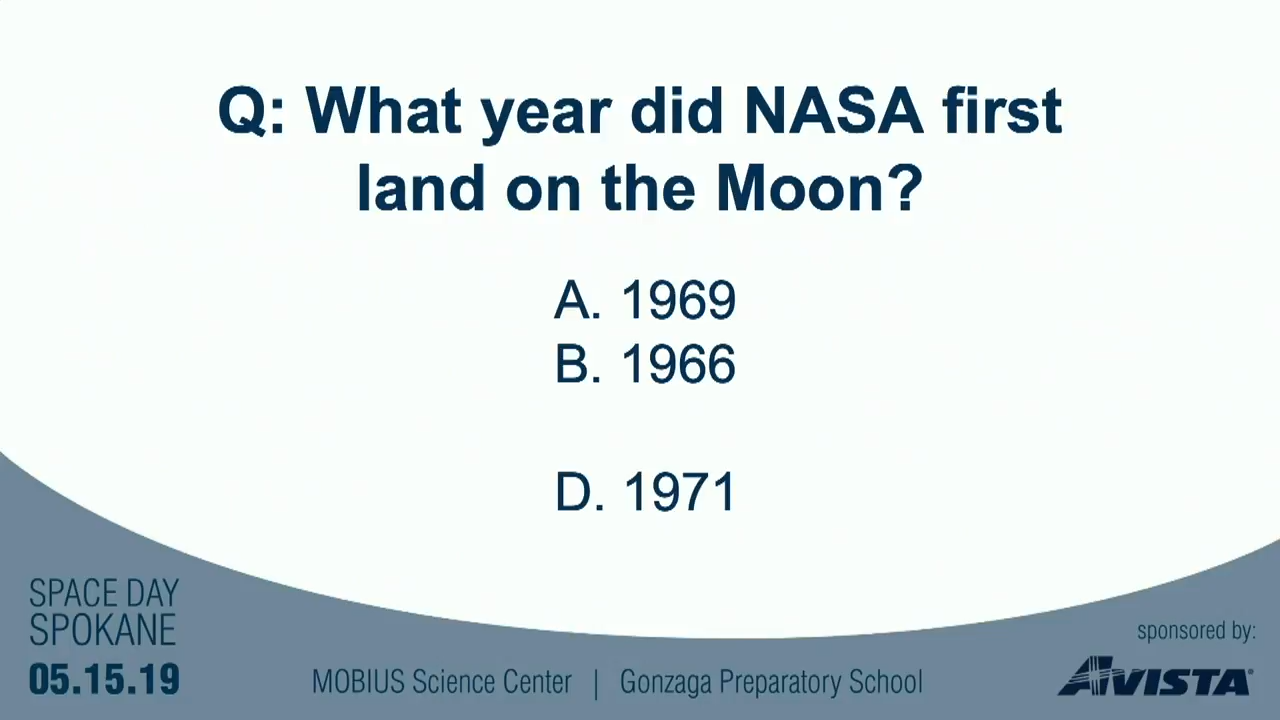 Q: What year did NASA first
land on the Moon?
A. 1969
B. 1966
D. 1971
SPACE DAY
SPOKANE
05.15.19
MOBIUS Science Center | Gonzaga Preparatory School
sponsored by:
AVISTA®